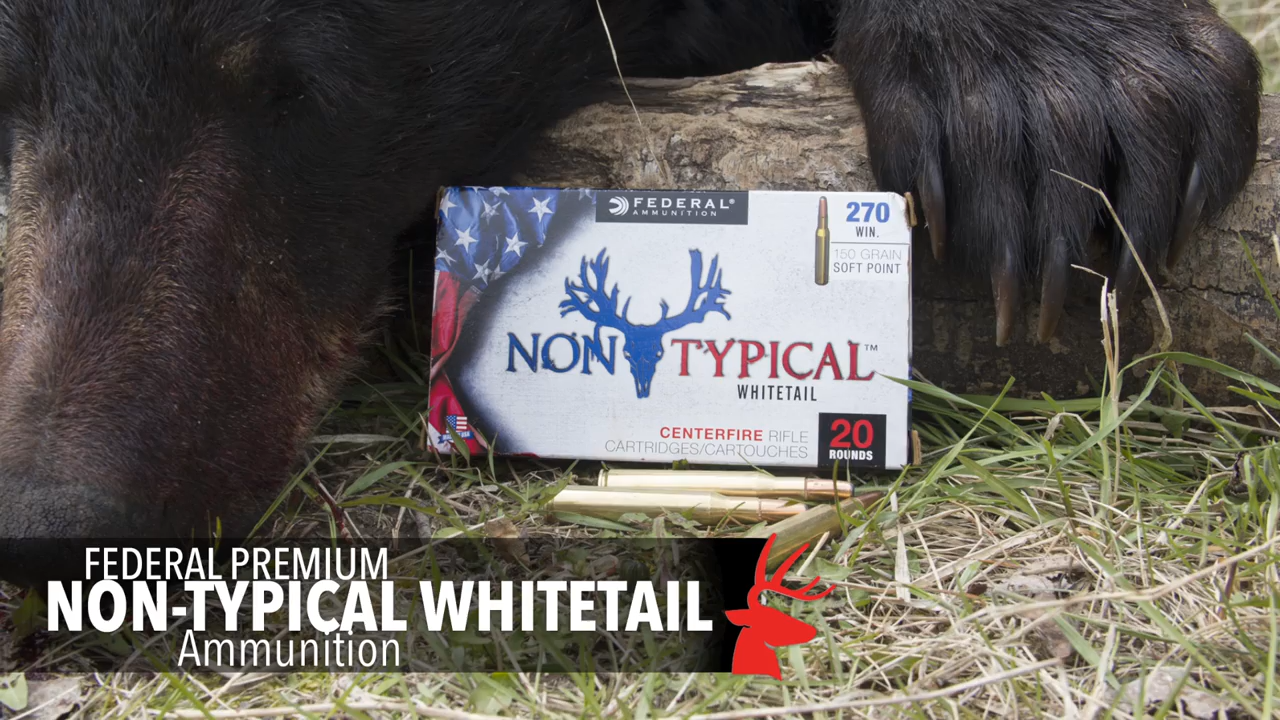 FEDERAL®
AMMUNITION
270
WIN.
150 GRAIN
SOFT POINT
NON TYPICAL™
WHITETAIL
CENTERFIRE RIFLE
CARTRIDGES/CARTOUCHES
20
ROUNDS
FEDERAL PREMIUM
NON-TYPICAL WHITETAIL
Ammunition